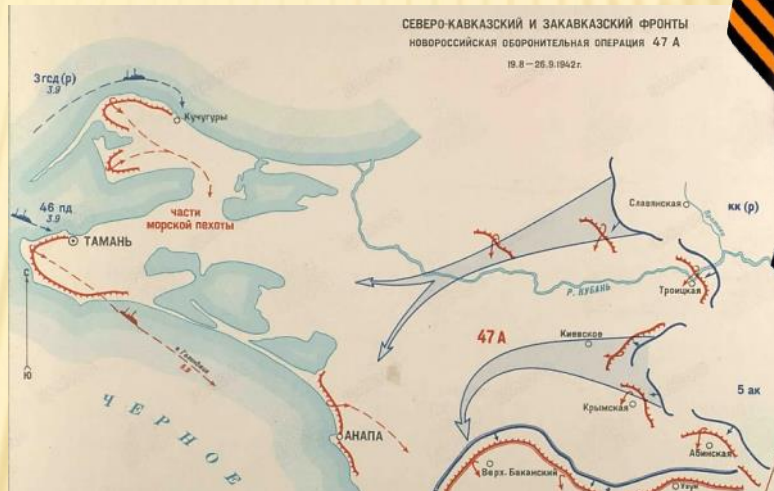 СЕВЕРО-КАВКАЗСКИЙ И ЗАКАВКАЗСКИЙ ФРОНТЫ
НОВОРОССИЙСКАЯ ОБОРОНИТЕЛЬНАЯ ОПЕРАЦИЯ 47 А
19.8–26.9.1942г.
3гсд(р)
3.9
Кучугуры
46 пд
3.9
части
морской пехоты
ТАМАНЬ
Славянская
кк (р)
Троицкая
Р. КУБАНЬ
С
Ю
47 А
Киевское
5 ак
Крымская
ЧЕРНОЕ
АНАПА
Абинская
Верх. Баканский